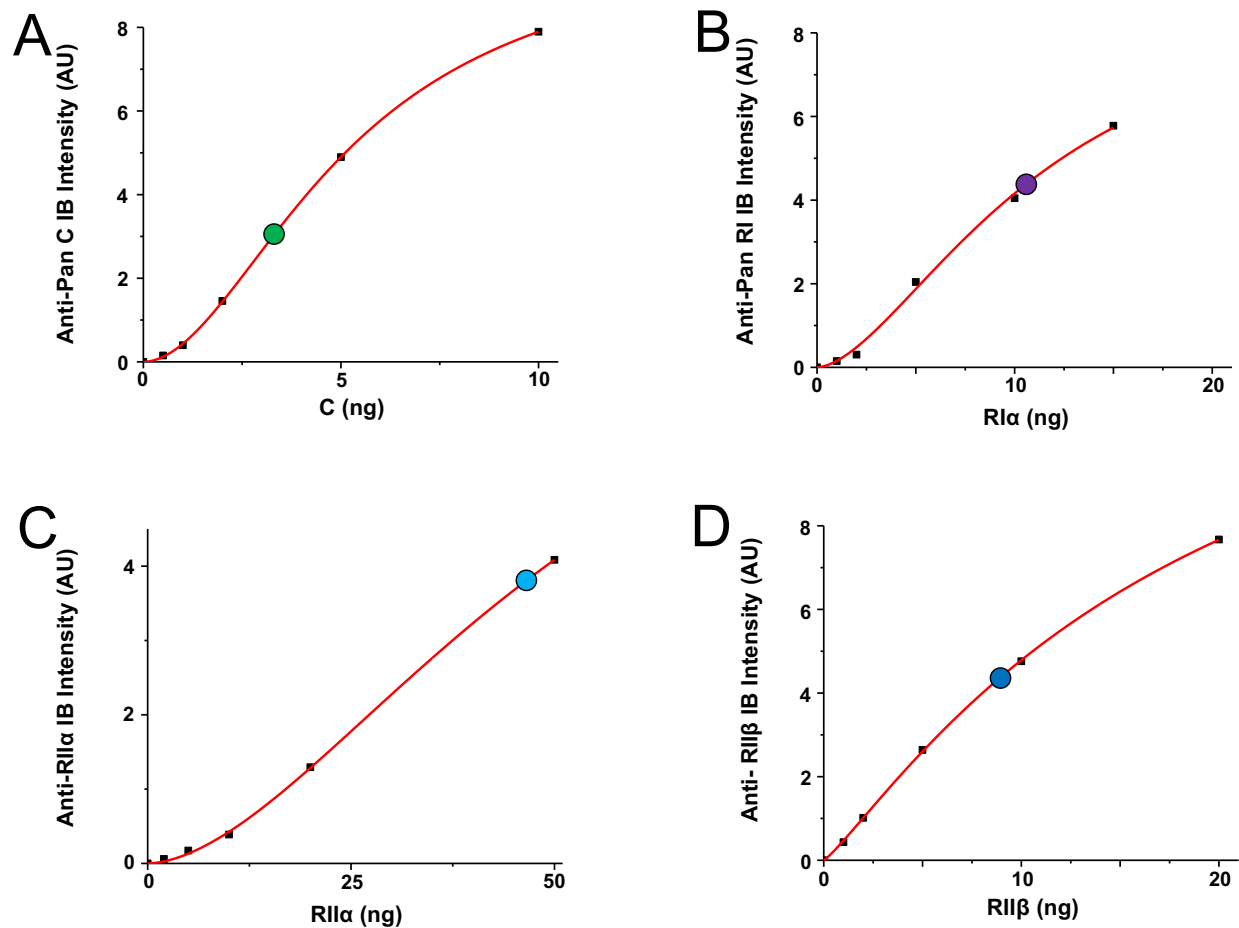 A
Anti-Pan C IB Intensity (AU)
8
6
4
2
0
0 5 10
C (ng)
B
Anti-Pan RI IB Intensity (AU)
8
6
4
2
0
0 10 20
RIα (ng)
C
Anti-RIIα IB Intensity (AU)
4
2
0
0 25 50
RIIα (ng)
D
Anti- RIIβ IB Intensity (AU)
8
6
4
2
0
0 10 20
RIIβ (ng)